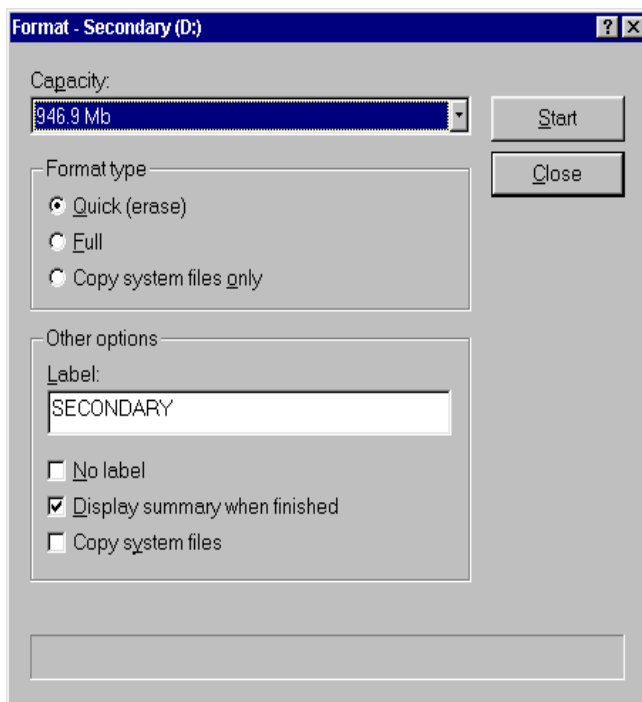 Format - Secondary (D:)
Capacity:
946.9 Mb
Start
Close
Format type
Quick (erase)
Full
Copy system files only
Other options
Label:
SECONDARY
No label
Display summary when finished
Copy system files